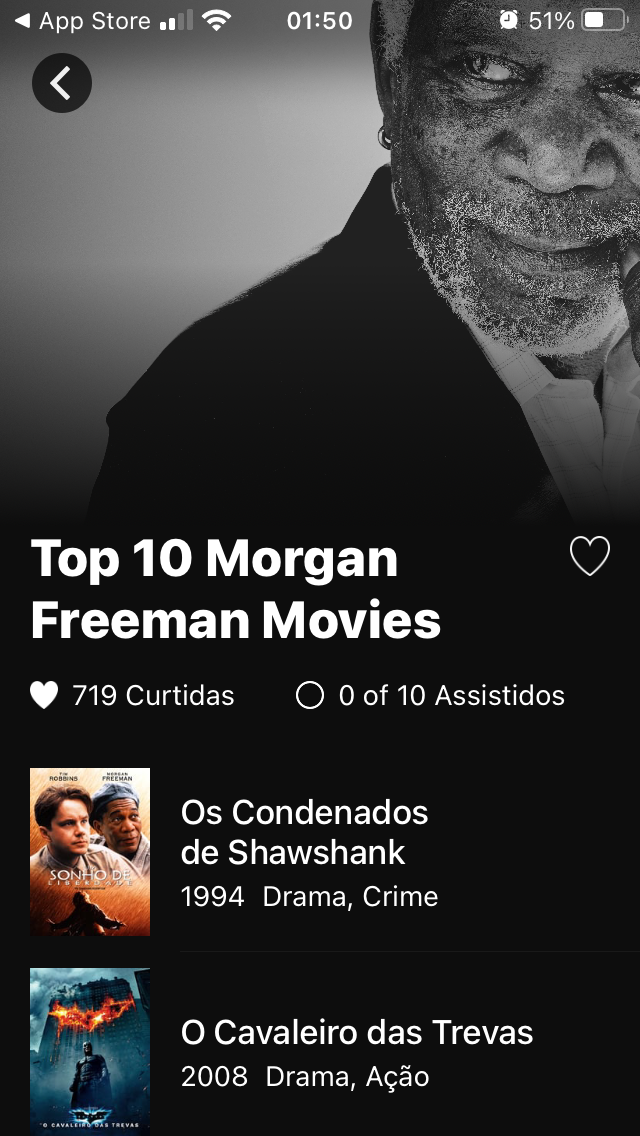 App Store
01:50
51%
Top 10 Morgan
Freeman Movies
719 Curtidas
0 of 10 Assistidos
TIM
ROBBINS
MORGAN
FREEMAN
SONHO DE
LIBERDADE
Os Condenados
de Shawshank
1994 Drama, Crime
O CAVALEIRO DAS TREVAS
O Cavaleiro das Trevas
2008 Drama, Ação